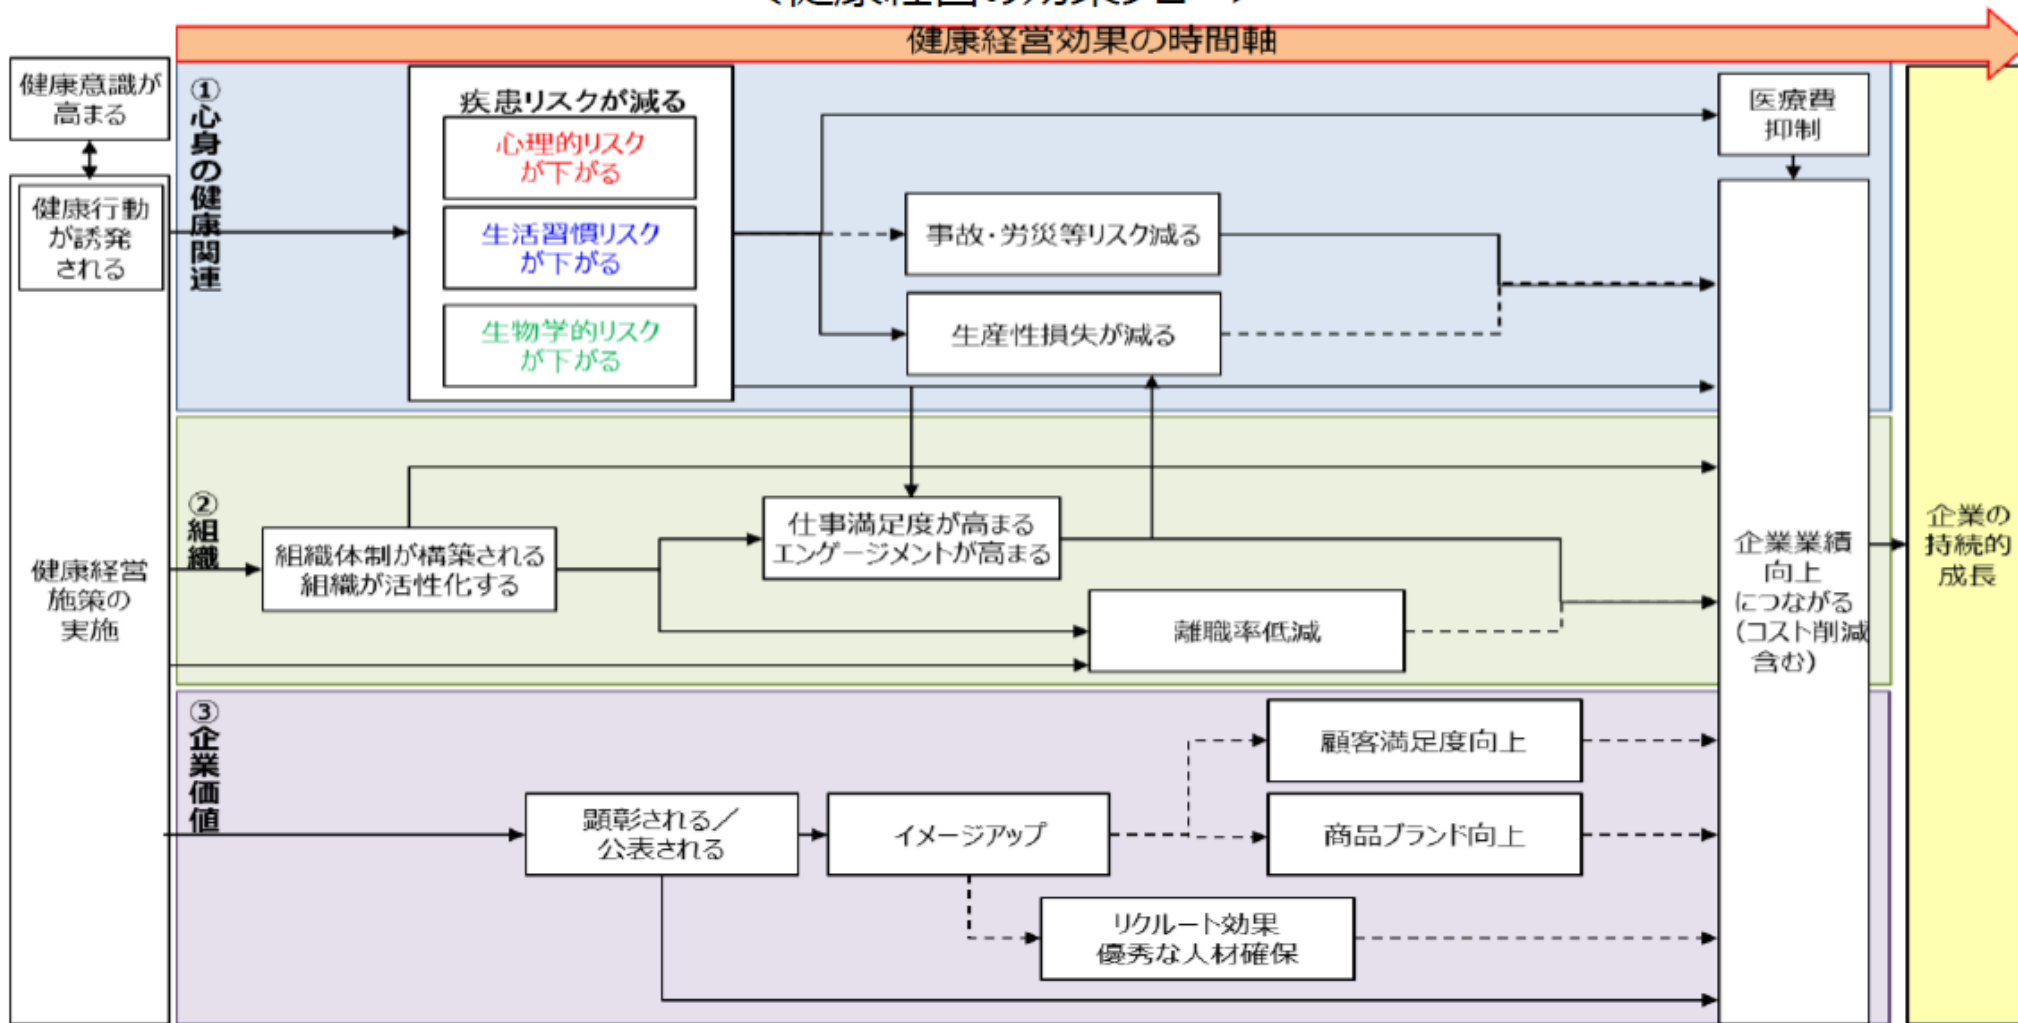 健康経営効果の時間軸
健康意識が
高まる
健康行動
が誘発
される
健康経営
施策の
実施
①心身の健康関連
疾患リスクが減る
心理的リスク
が下がる
生活習慣リスク
が下がる
生物学的リスク
が下がる
事故・労災等リスク減る
生産性損失が減る
医療費
抑制
②組織
組織体制が構築される
組織が活性化する
仕事満足度が高まる
エンゲージメントが高まる
離職率低減
③企業価値
顕彰される／
公表される
イメージアップ
顧客満足度向上
商品ブランド向上
リクルート効果
優秀な人材確保
企業業績
向上
につながる
（コスト削減
含む）
企業の
持続的
成長